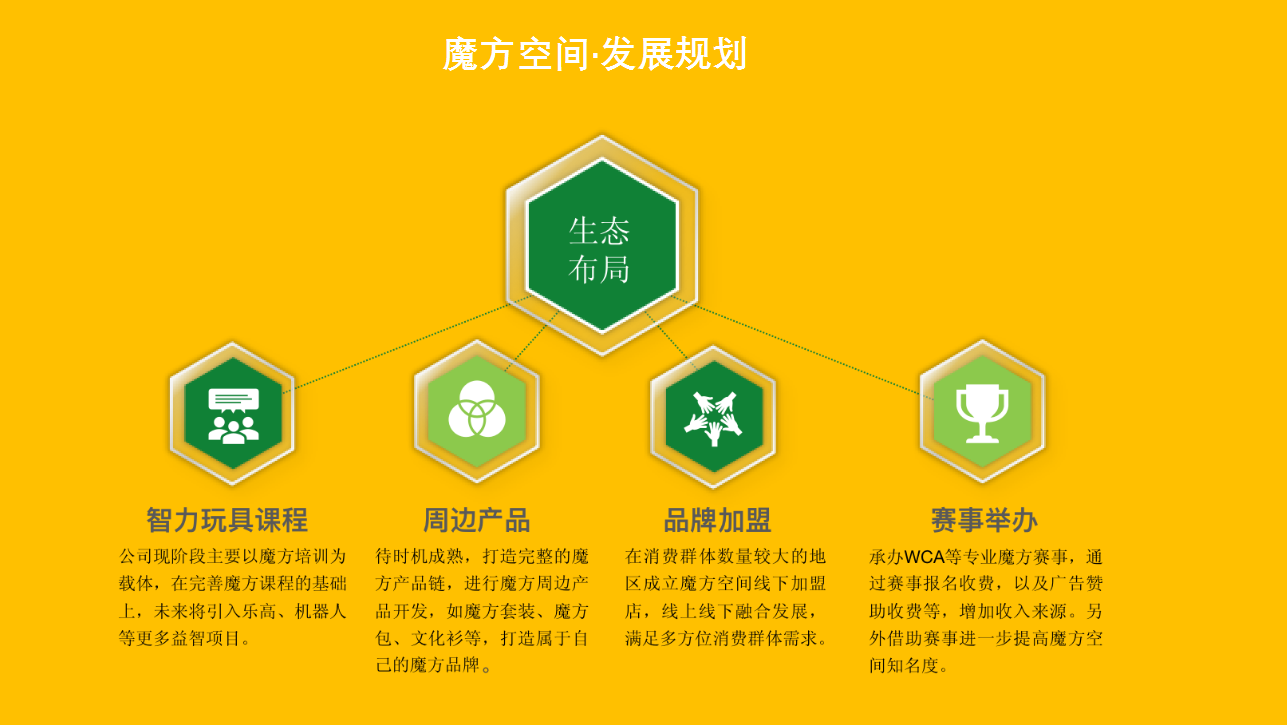 魔方空间·发展规划
生态
布局
智力玩具课程
公司现阶段主要以魔方培训为
载体，在完善魔方课程的基础
上，未来将引入乐高、机器人
等更多益智项目。
周边产品
待时机成熟，打造完整的魔
方产品链，进行魔方周边产
品开发，如魔方套装、魔方
包、文化衫等，打造属于自
己的魔方品牌。
品牌加盟
在消费群体数量较大的地
区成立魔方空间线下加盟
店，线上线下融合发展，
满足多方位消费群体需求。
赛事举办
承办WCA等专业魔方赛事，通
过赛事报名收费，以及广告赞
助收费等，增加收入来源。另
外借助赛事进一步提高魔方空
间知名度。